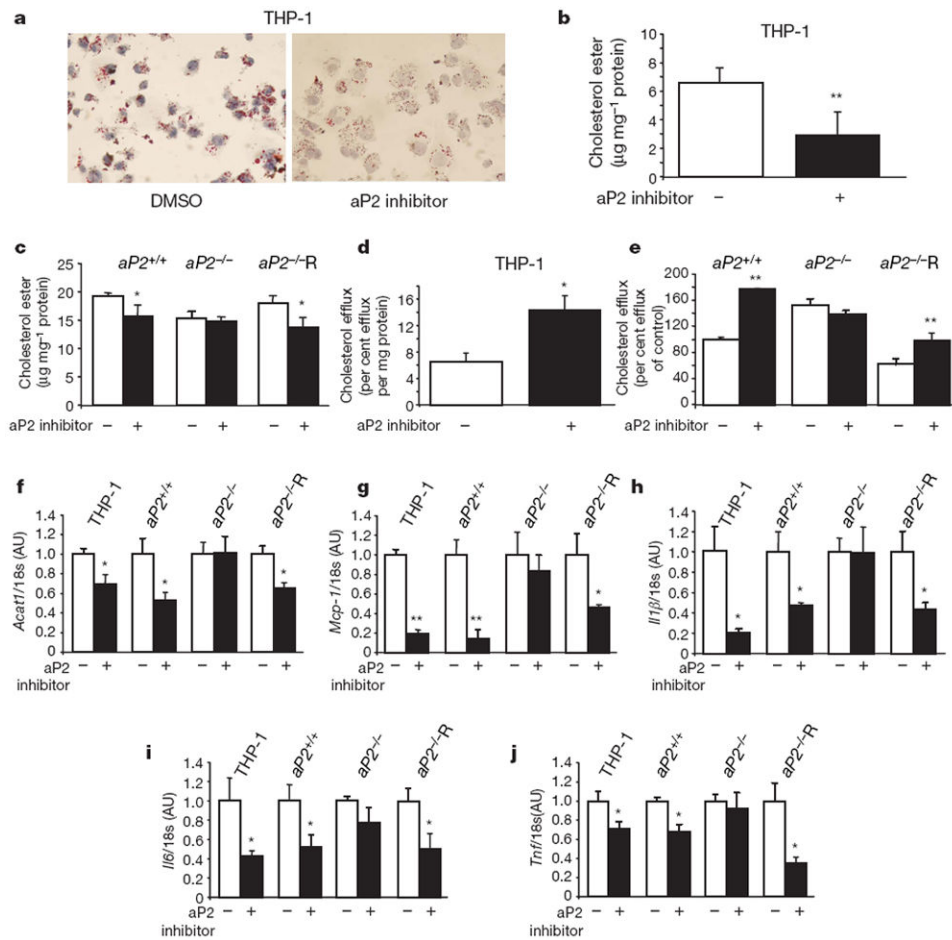 a
THP-1
DMSO
aP2 inhibitor
b
THP-1
Cholesterol ester
(µg mg⁻¹ protein)
10
8
6
4
2
0
**
aP2 inhibitor − +
c
aP2+/+ aP2−/− aP2−/−R
Cholesterol ester
(µg mg⁻¹ protein)
25
20
15
10
5
0
* *
aP2 inhibitor − + − + − +
d
THP-1
Cholesterol efflux
(per cent efflux
per mg protein)
16
12
8
4
0
*
− +
aP2 inhibitor
e
aP2+/+ aP2−/− aP2−/−R
Cholesterol efflux
(per cent efflux
of control)
200
160
120
80
40
0
** **
aP2 inhibitor − + − + − +
f
THP-1 aP2+/+ aP2−/− aP2−/−R
Acat1/18s (AU)
1.4
1.2
1.0
0.8
0.6
0.4
0.2
0
* * *
− + − + − + − +
aP2
inhibitor
g
THP-1 aP2+/+ aP2−/− aP2−/−R
Mcp-1/18s (AU)
1.4
1.2
1.0
0.8
0.6
0.4
0.2
0
** ** *
− + − + − + − +
aP2
inhibitor
h
THP-1 aP2+/+ aP2−/− aP2−/−R
Il1β/18s (AU)
1.4
1.2
1.0
0.8
0.6
0.4
0.2
0
* * *
− + − + − + − +
aP2
inhibitor
i
THP-1 aP2+/+ aP2−/− aP2−/−R
Il6/18s (AU)
1.4
1.2
1.0
0.8
0.6
0.4
0.2
0
* * *
− + − + − + − +
aP2
inhibitor
j
THP-1 aP2+/+ aP2−/− aP2−/−R
Tnf/18s(AU)
1.4
1.2
1.0
0.8
0.6
0.4
0.2
0
* * *
− + − + − + − +
aP2
inhibitor